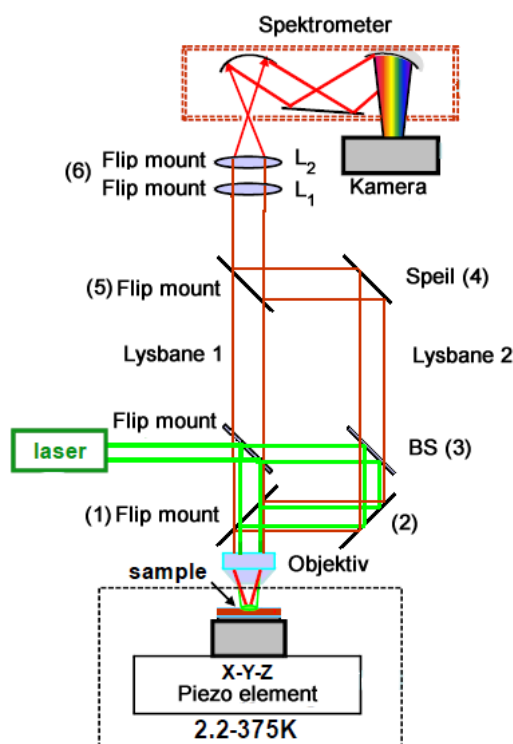 Spektrometer
(6) Flip mount L2
Flip mount L1
Kamera
(5) Flip mount
Speil (4)
Lysbane 1
Lysbane 2
Flip mount
laser
BS (3)
(1) Flip mount
(2)
Objektiv
sample
X-Y-Z
Piezo element
2.2-375K